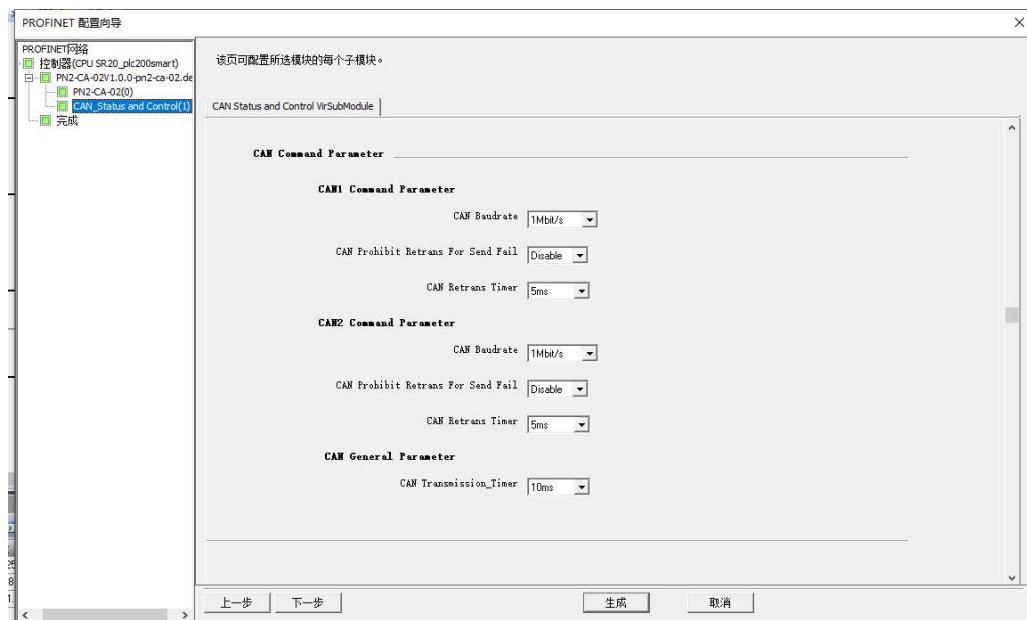 PROFINET 配置向导
PROFINET网络
控制器(CPU SR20_plc200smart)
PN2-CA-02V1.0.0-pn2-ca-02.de
PN2-CA-02(0)
CAN_Status and Control(1)
完成
该页可配置所选模块的每个子模块。
CAN Status and Control VirSubModule
CAN Command Parameter
CAN1 Command Parameter
CAN Baudrate 1Mbit/s
CAN Prohibit Retrans For Send Fail Disable
CAN Retrans Timer 5ms
CAN2 Command Parameter
CAN Baudrate 1Mbit/s
CAN Prohibit Retrans For Send Fail Disable
CAN Retrans Timer 5ms
CAN General Parameter
CAN Transmission_Timer 10ms
上一步 下一步 生成 取消